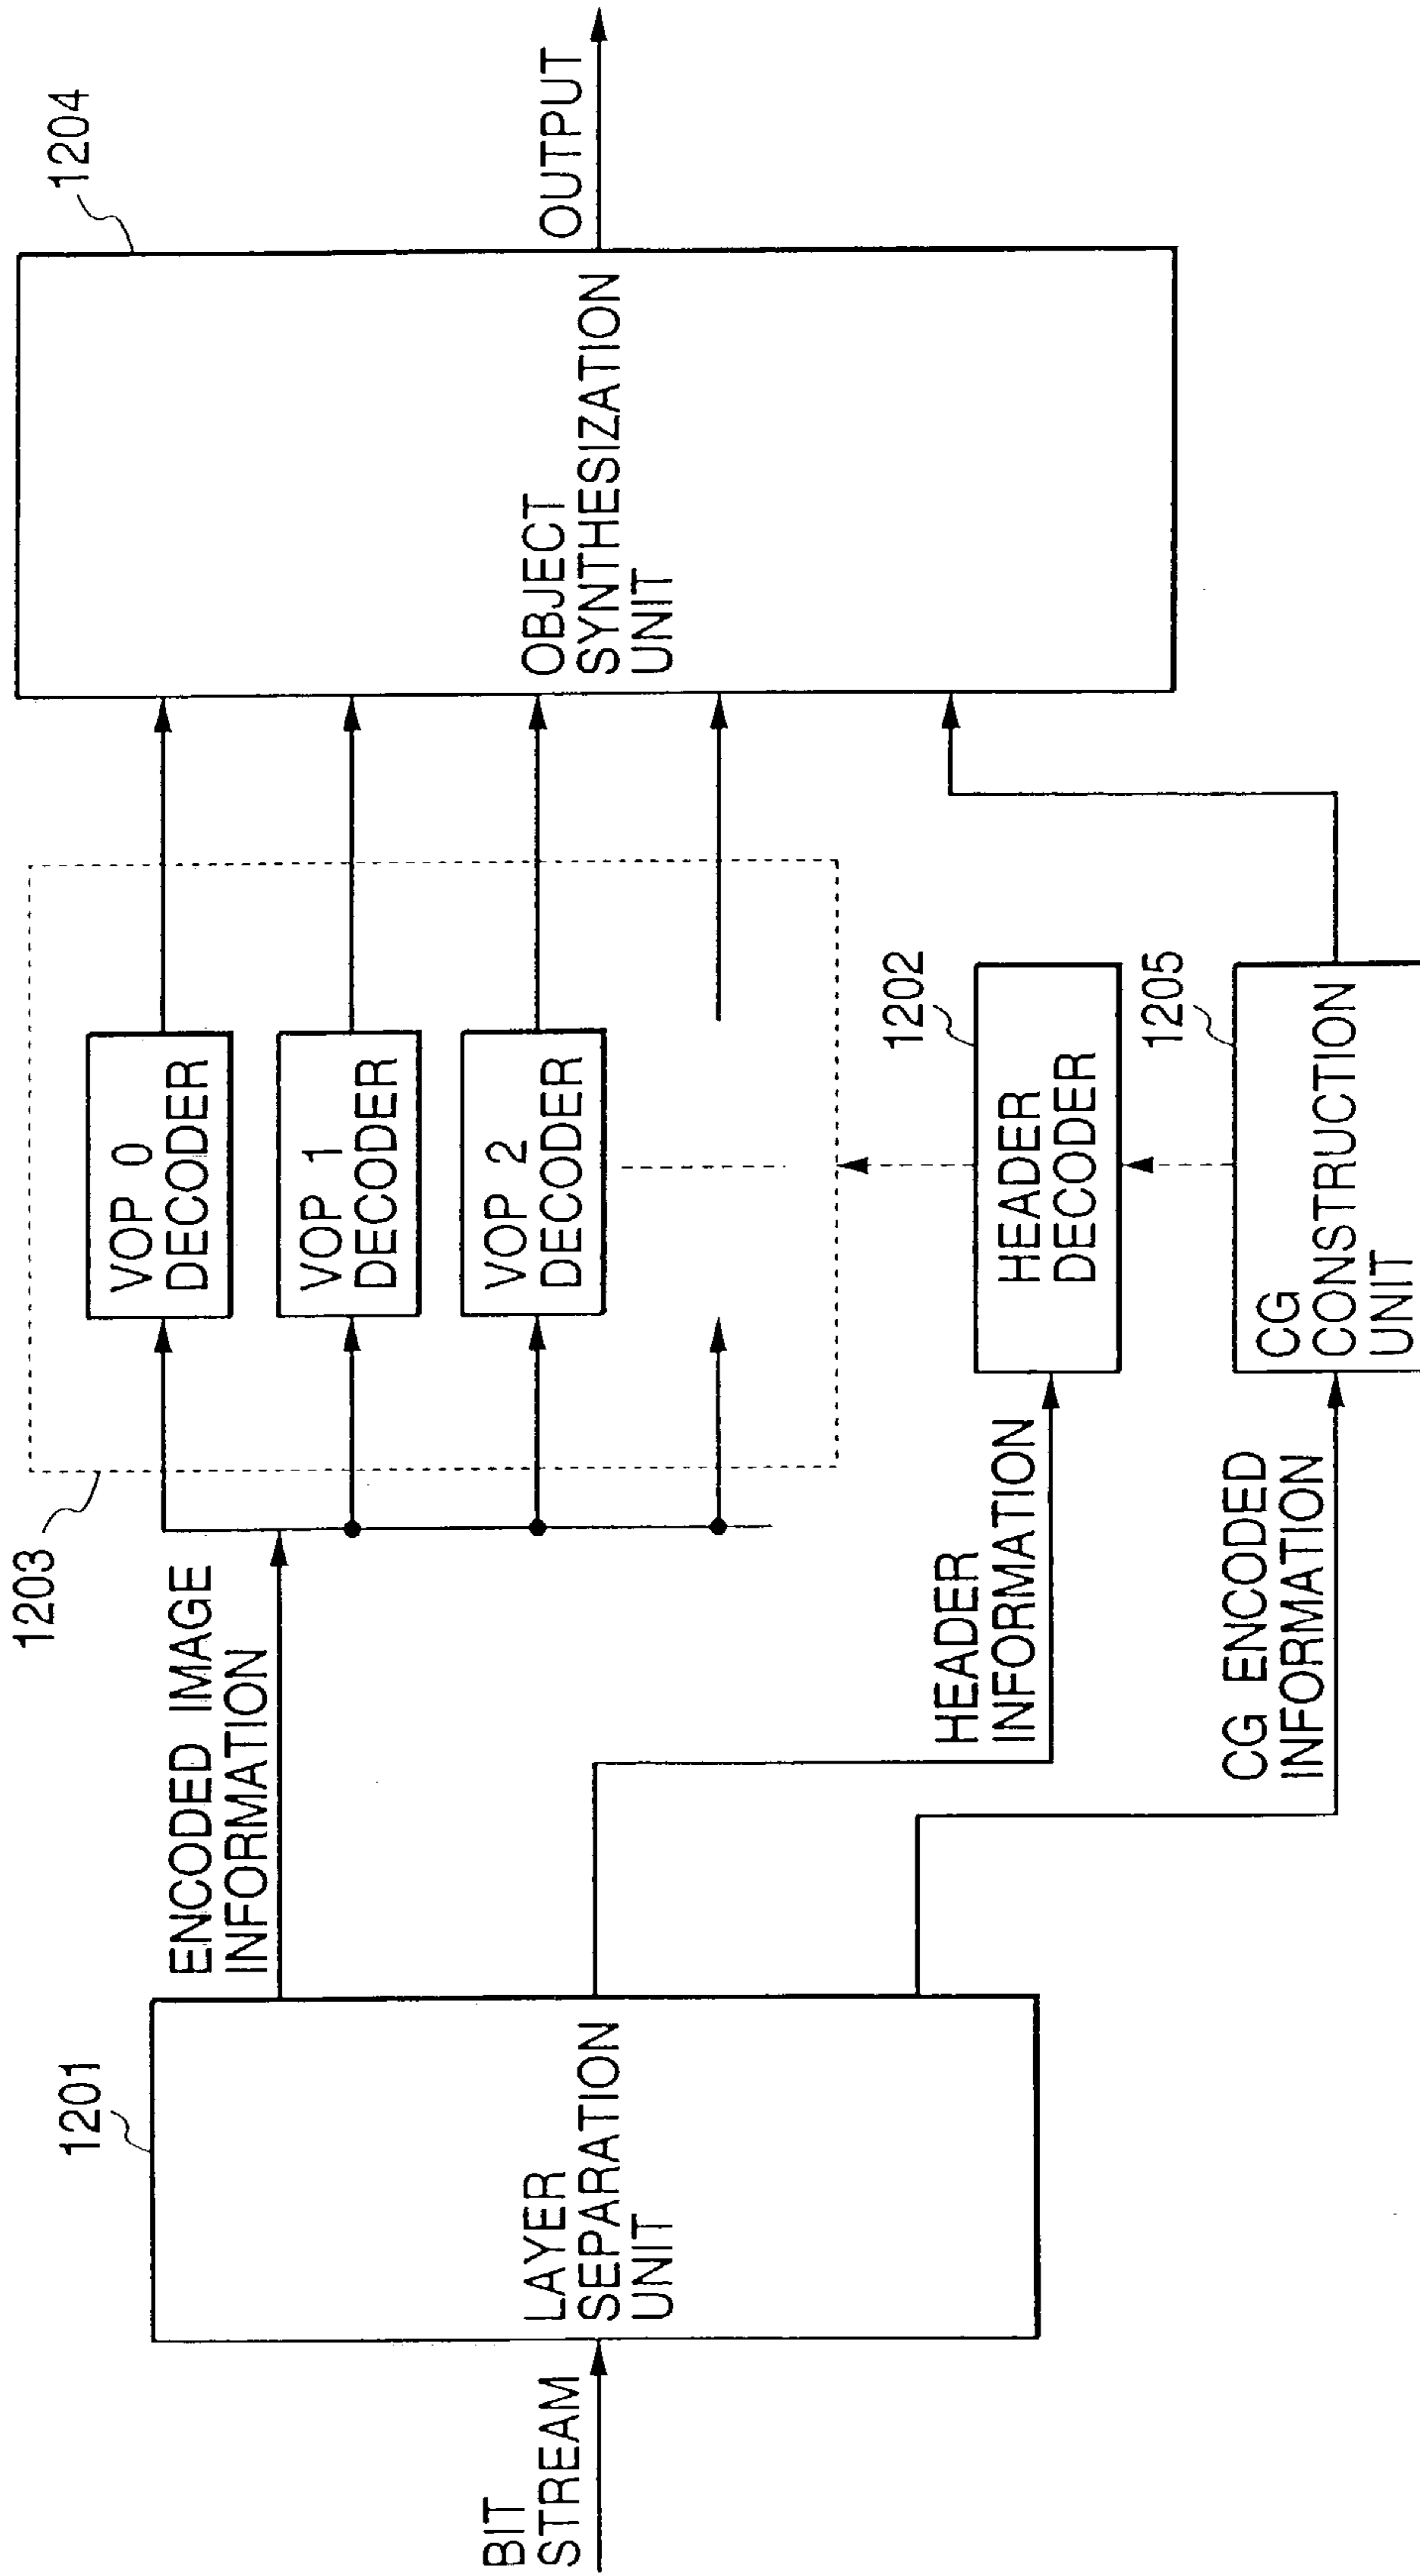 BIT
STREAM
1201
LAYER
SEPARATION
UNIT
ENCODED IMAGE
INFORMATION
HEADER
INFORMATION
CG ENCODED
INFORMATION
1203
VOP 0
DECODER
VOP 1
DECODER
VOP 2
DECODER
1202
HEADER
DECODER
1205
CG
CONSTRUCTION
UNIT
1204
OBJECT
SYNTHESIZATION
UNIT
OUTPUT